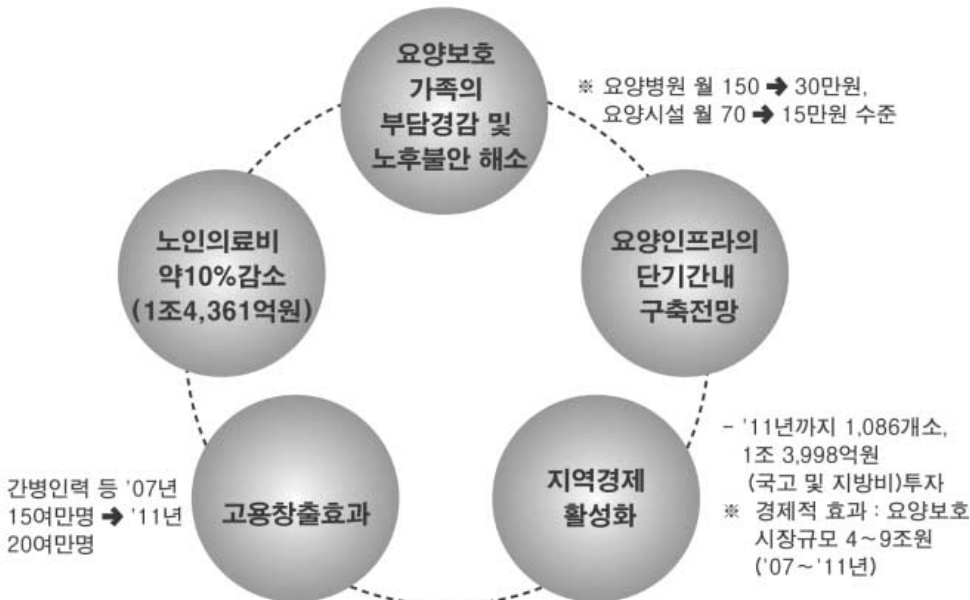 요양보호
가족의
부담경감 및
노후불안 해소
※ 요양병원 월 150 ➔ 30만원,
요양시설 월 70 ➔ 15만원 수준
노인의료비
약10%감소
(1조4,361억원)
요양인프라의
단기간내
구축전망
간병인력 등 '07년
15여만명 ➔ '11년
20여만명
고용창출효과
지역경제
활성화
- '11년까지 1,086개소,
1조 3,998억원
(국고 및 지방비)투자
※ 경제적 효과 : 요양보호
시장규모 4~9조원
('07~'11년)